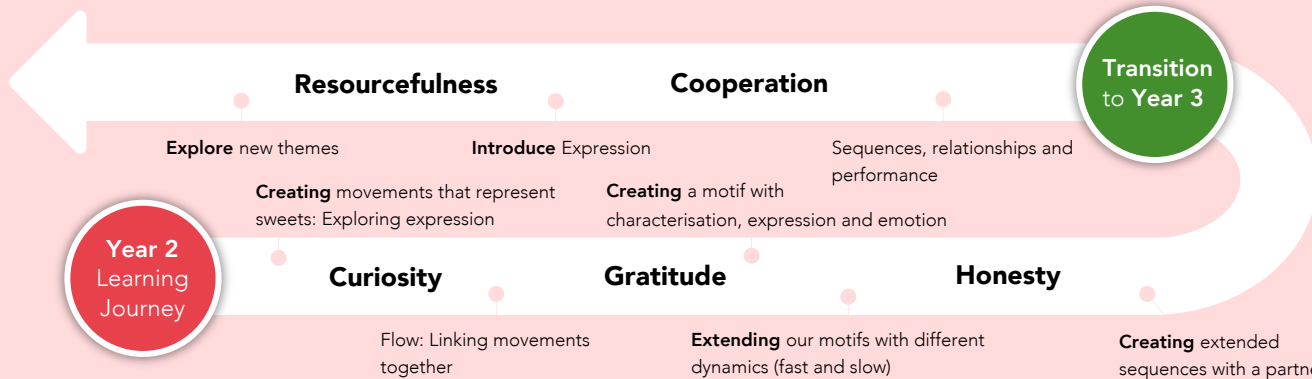 Resourcefulness
Cooperation
Transition
to Year 3
Explore new themes
Introduce Expression
Sequences, relationships and
performance
Creating movements that represent
sweets: Exploring expression
Creating a motif with
characterisation, expression and emotion
Year 2
Learning
Journey
Curiosity
Gratitude
Honesty
Flow: Linking movements
together
Extending our motifs with different
dynamics (fast and slow)
Creating extended
sequences with a